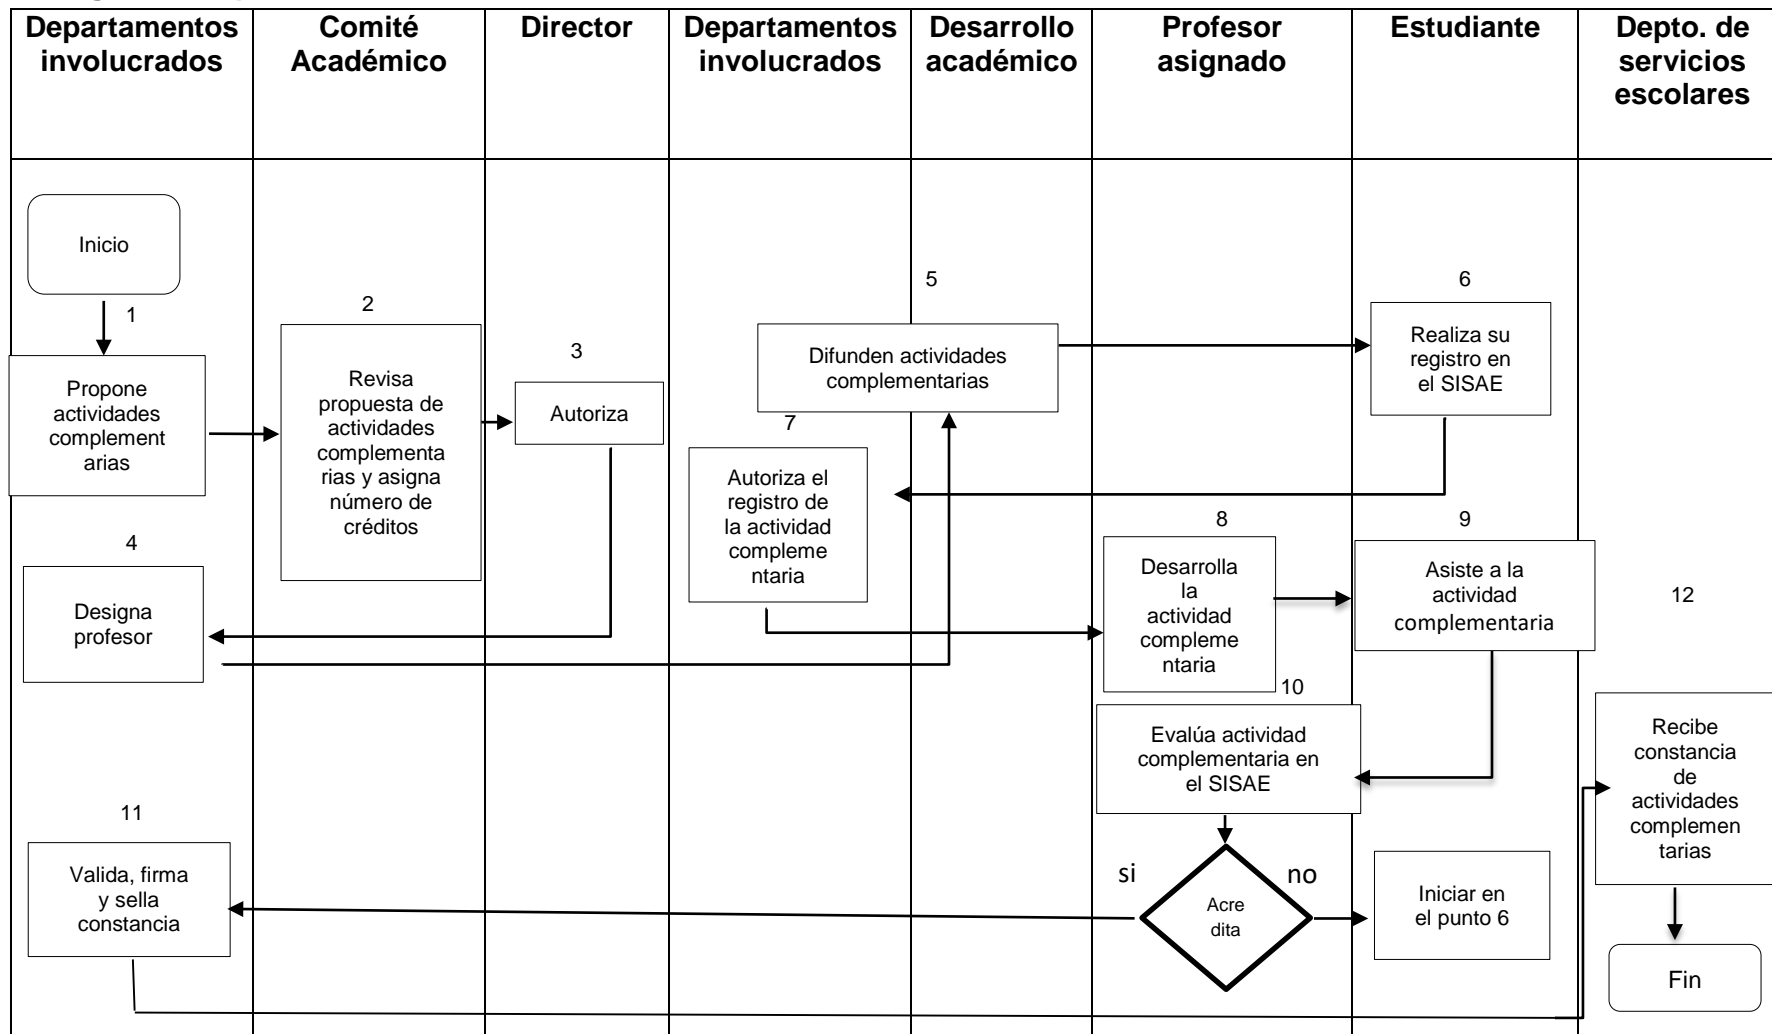 Departamentos
involucrados
Comité
Académico
Director
Departamentos
involucrados
Desarrollo
académico
Profesor
asignado
Estudiante
Depto. de
servicios
escolares
Inicio
1
Propone
actividades
complement
arias
2
Revisa
propuesta de
actividades
complementa
rias y asigna
número de
créditos
3
Autoriza
4
Designa
profesor
5
Difunden actividades
complementarias
6
Realiza su
registro en
el SISAE
7
Autoriza el
registro de
la actividad
compleme
ntaria
8
Desarrolla
la
actividad
compleme
ntaria
9
Asiste a la
actividad
complementaria
10
Evalúa actividad
complementaria en
el SISAE
si
Acre
dita
no
Iniciar en
el punto 6
11
Valida, firma
y sella
constancia
12
Recibe
constancia
de
actividades
complemen
tarias
Fin